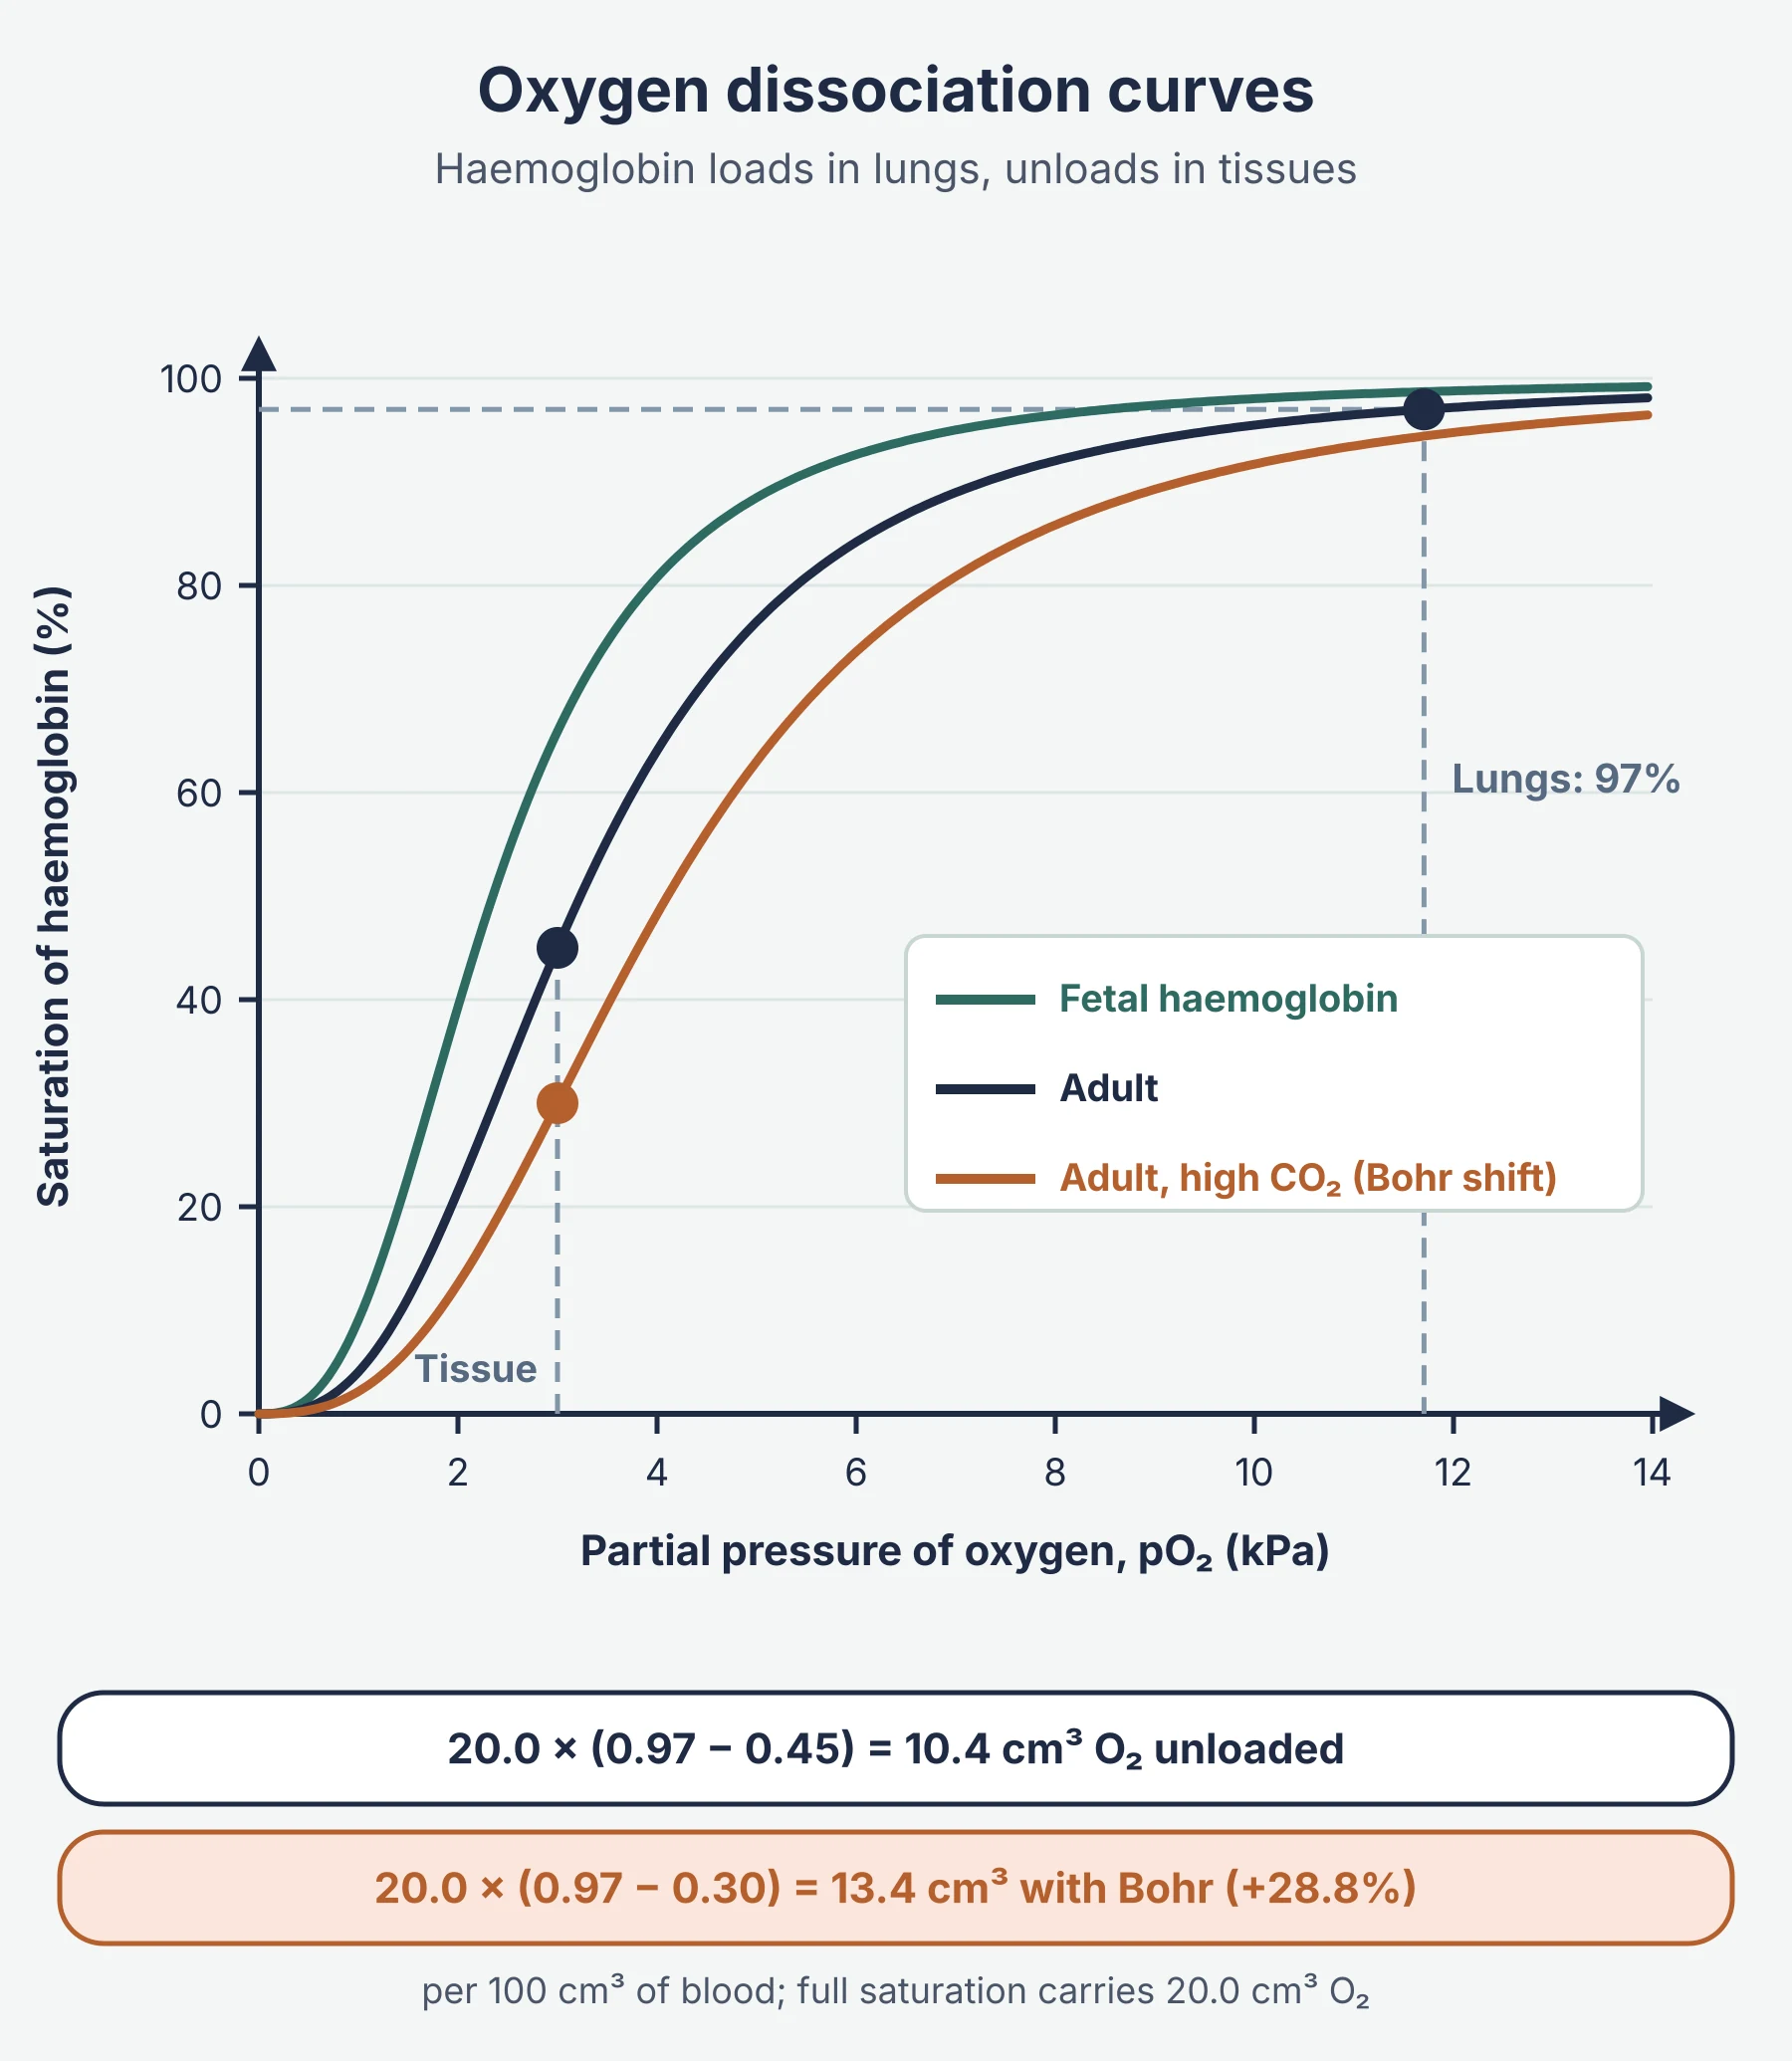 Oxygen dissociation curves
Haemoglobin loads in lungs, unloads in tissues
Saturation of haemoglobin (%)
100
80
60
40
20
0
Lungs: 97%
Fetal haemoglobin
Adult
Adult, high CO₂ (Bohr shift)
Tissue
0 2 4 6 8 10 12 14
Partial pressure of oxygen, pO₂ (kPa)
20.0 × (0.97 − 0.45) = 10.4 cm³ O₂ unloaded
20.0 × (0.97 − 0.30) = 13.4 cm³ with Bohr (+28.8%)
per 100 cm³ of blood; full saturation carries 20.0 cm³ O₂